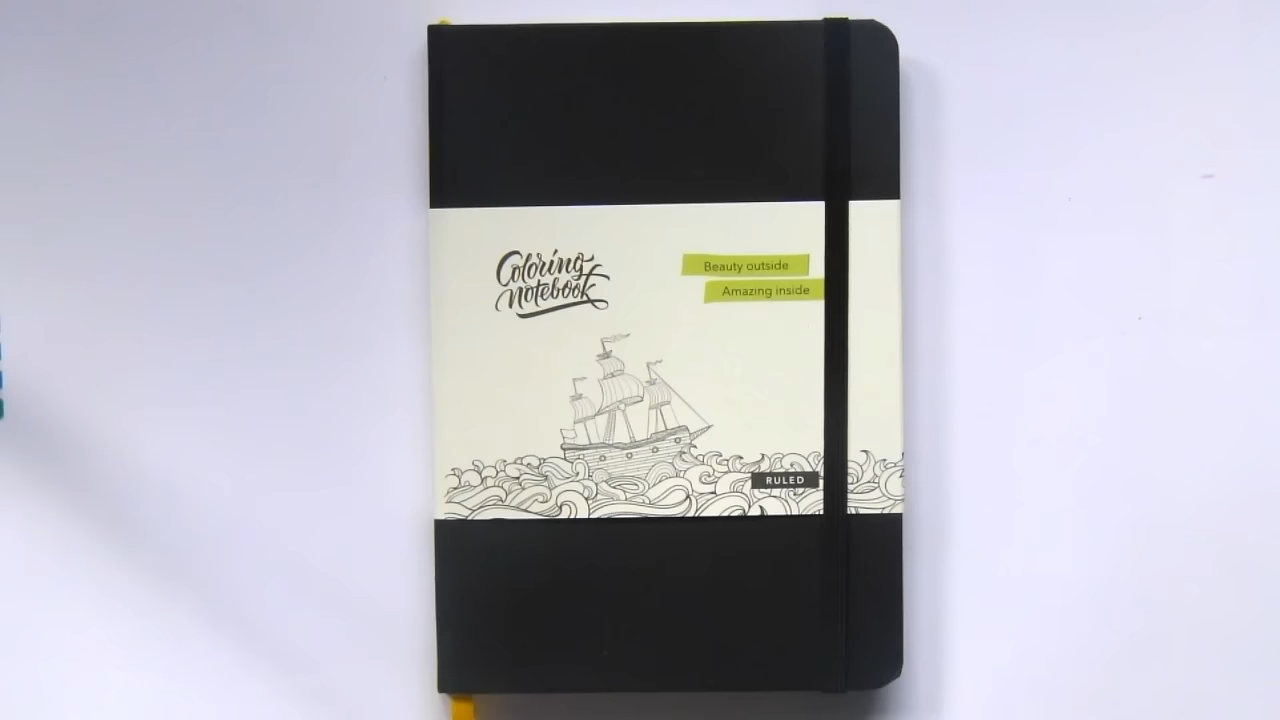 Coloring
notebook
Beauty outside
Amazing inside
RULED